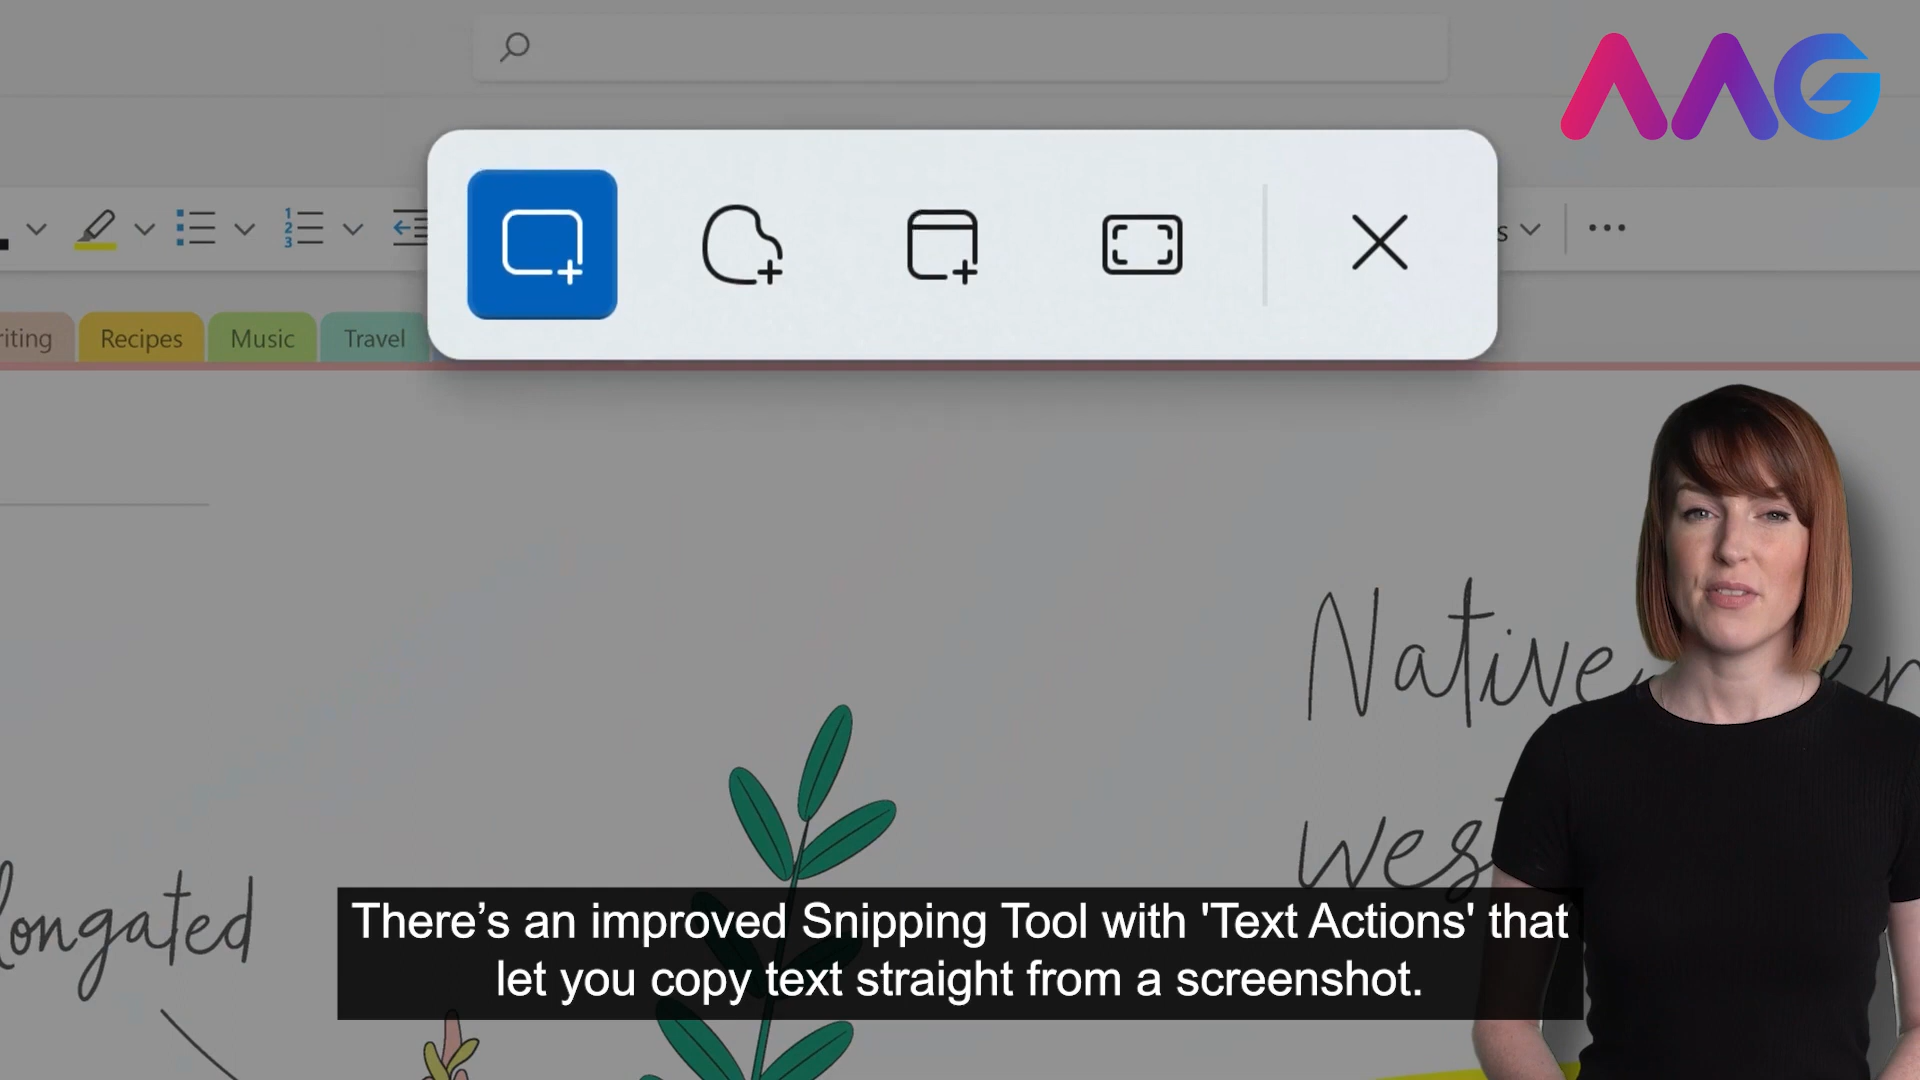 AAG
s
riting Recipes Music Travel
Native
wes
longated
There’s an improved Snipping Tool with 'Text Actions' that
let you copy text straight from a screenshot.